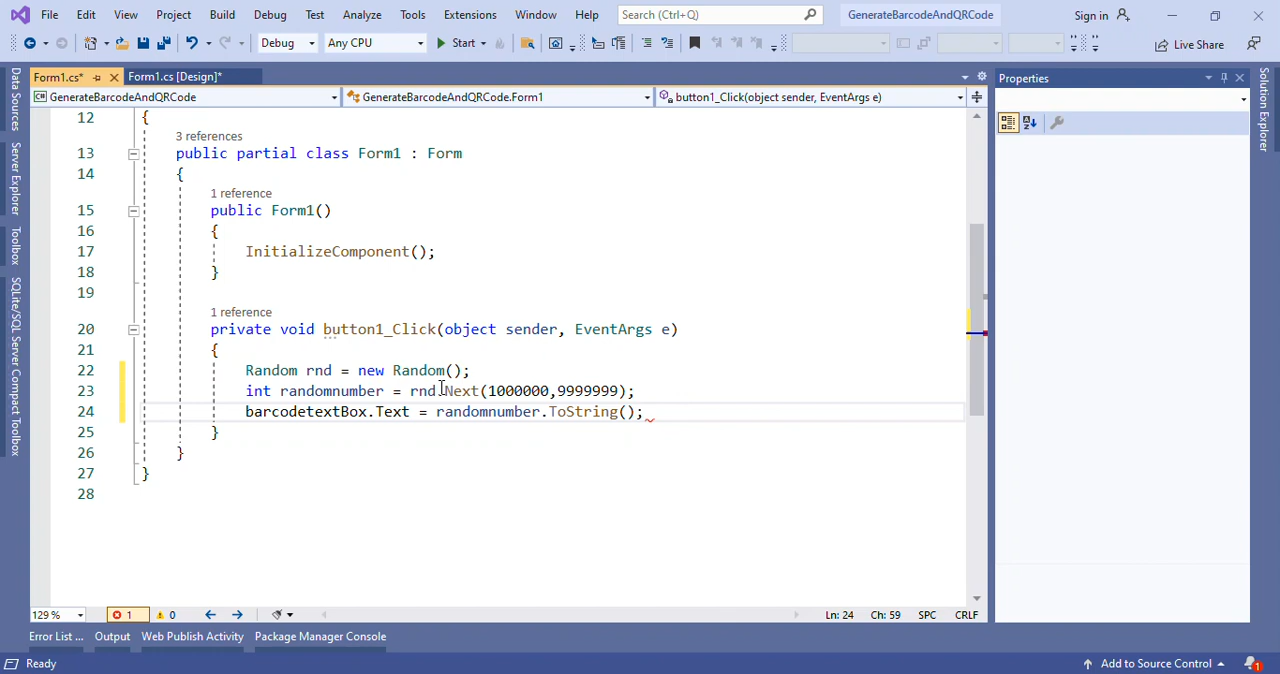 File Edit View Project Build Debug Test Analyze Tools Extensions Window Help Search (Ctrl+Q) GenerateBarcodeAndQRCode Sign in
Debug Any CPU Start Live Share
Form1.cs* Form1.cs [Design]* Properties
GenerateBarcodeAndQRCode GenerateBarcodeAndQRCode.Form1 button1_Click(object sender, EventArgs e)
Data Sources
Server Explorer
Toolbox
SQLite/SQL Server Compact Toolbox
Solution Explorer
12 {
3 references
13 public partial class Form1 : Form
14 {
1 reference
15 public Form1()
16 {
17 InitializeComponent();
18 }
19
1 reference
20 private void button1_Click(object sender, EventArgs e)
21 {
22 Random rnd = new Random();
23 int randomnumber = rnd.Next(1000000,9999999);
24 barcodetextBox.Text = randomnumber.ToString();
25 }
26 }
27 }
28
129 % 1 0 Ln: 24 Ch: 59 SPC CRLF
Error List ... Output Web Publish Activity Package Manager Console
Ready Add to Source Control 1